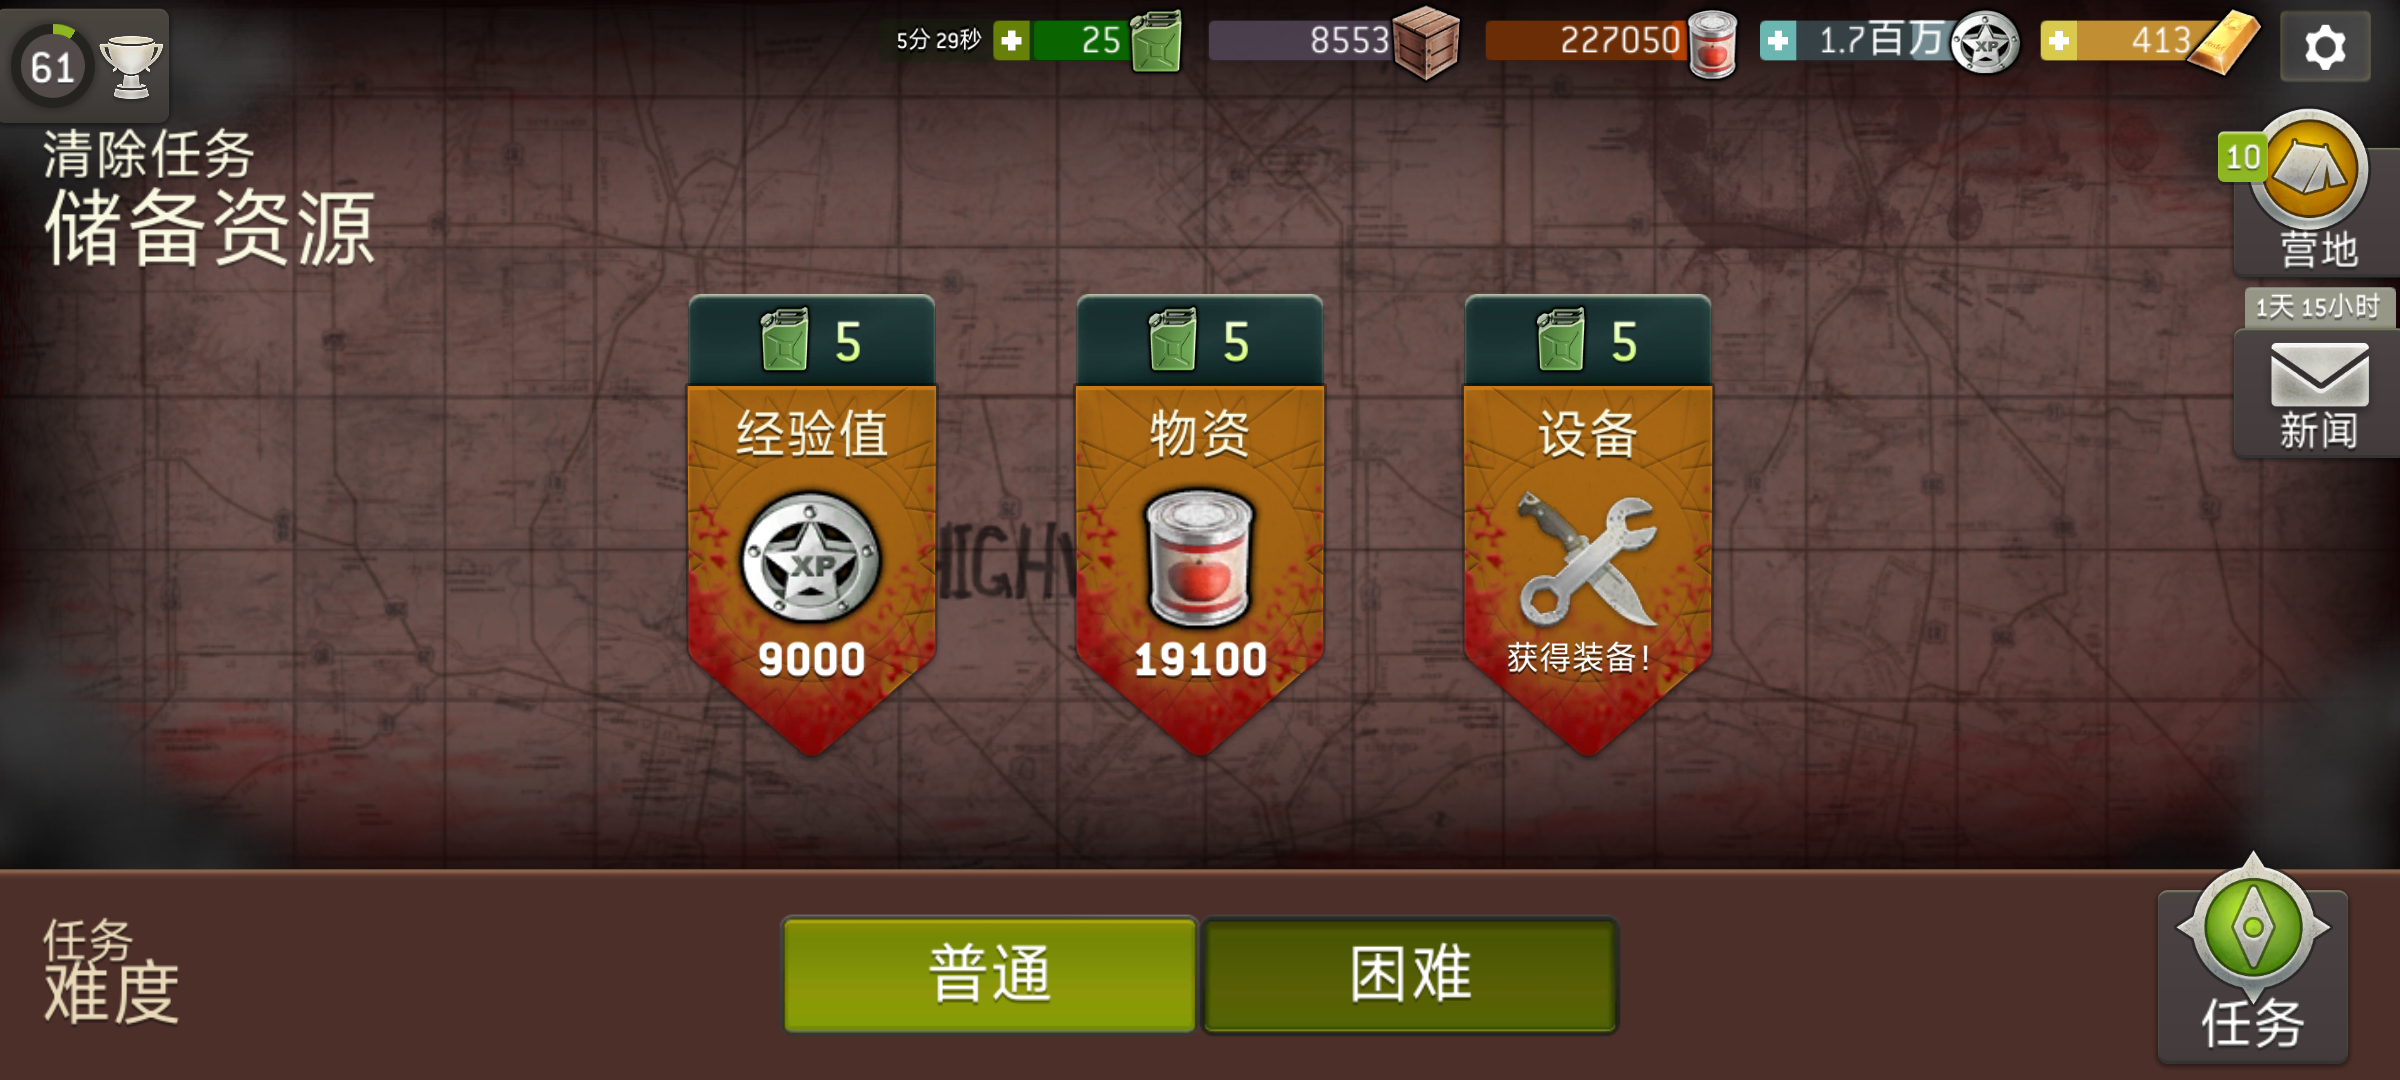 61
5分 29秒
25
8553
227050
1.7百万
XP
413
清除任务
储备资源
10
营地
1天 15小时
新闻
5
5
5
经验值
物资
设备
XP
HIGHW
9000
19100
获得装备!
任务
难度
普通
困难
任务